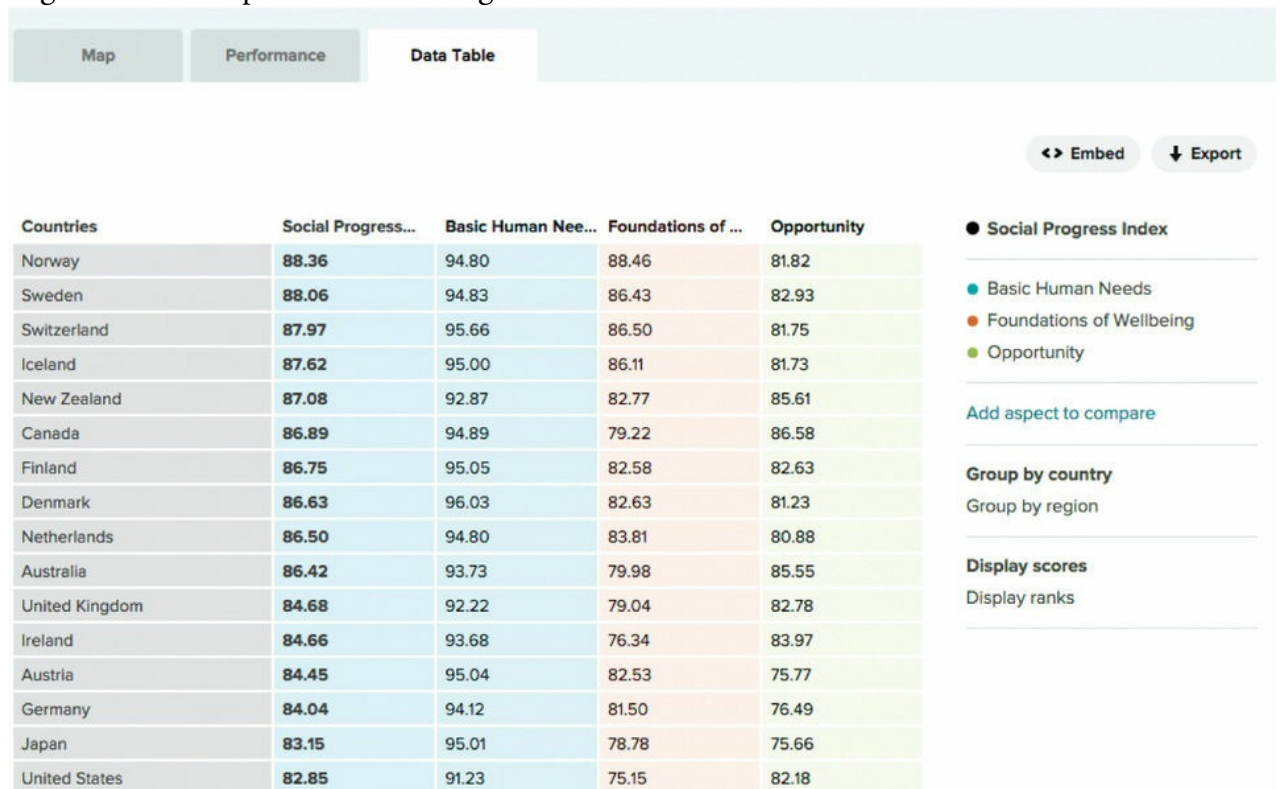 Map Performance Data Table
<> Embed Export
Countries Social Progress... Basic Human Nee... Foundations of ... Opportunity
Norway 88.36 94.80 88.46 81.82
Sweden 88.06 94.83 86.43 82.93
Switzerland 87.97 95.66 86.50 81.75
Iceland 87.62 95.00 86.11 81.73
New Zealand 87.08 92.87 82.77 85.61
Canada 86.89 94.89 79.22 86.58
Finland 86.75 95.05 82.58 82.63
Denmark 86.63 96.03 82.63 81.23
Netherlands 86.50 94.80 83.81 80.88
Australia 86.42 93.73 79.98 85.55
United Kingdom 84.68 92.22 79.04 82.78
Ireland 84.66 93.68 76.34 83.97
Austria 84.45 95.04 82.53 75.77
Germany 84.04 94.12 81.50 76.49
Japan 83.15 95.01 78.78 75.66
United States 82.85 91.23 75.15 82.18
Social Progress Index
Basic Human Needs
Foundations of Wellbeing
Opportunity
Add aspect to compare
Group by country
Group by region
Display scores
Display ranks